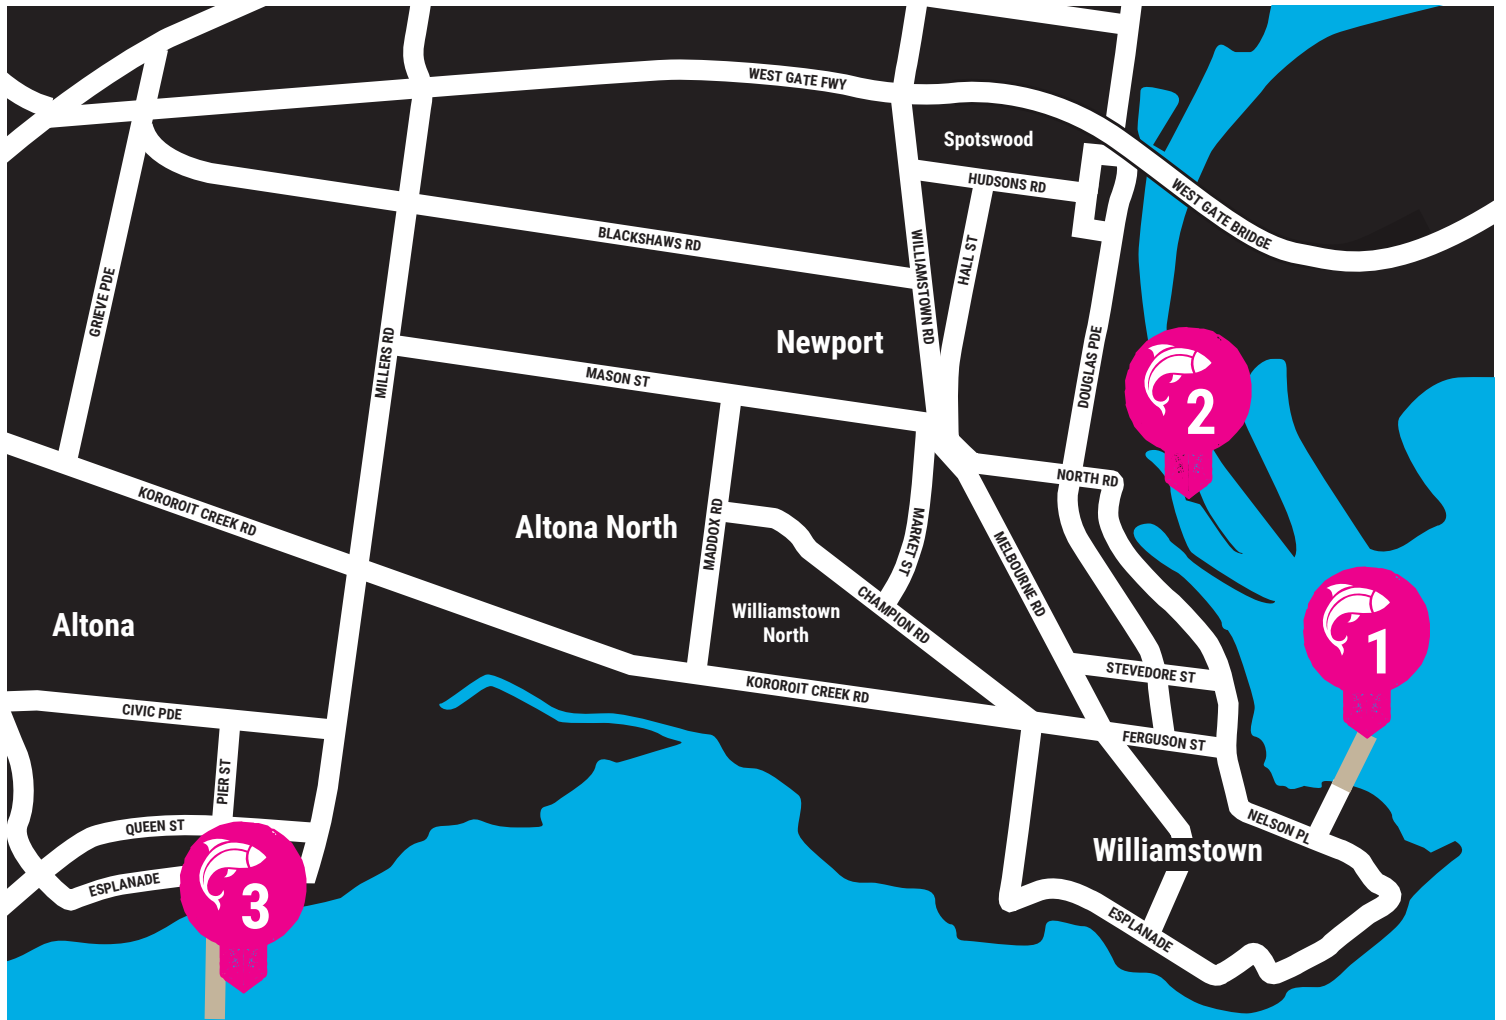 WEST GATE FWY
Spotswood
HUDSONS RD
WEST GATE BRIDGE
BLACKSHAWS RD
WILLIAMSTOWN RD
HALL ST
GRIEVE PDE
MILLERS RD
Newport
DOUGLAS PDE
MASON ST
2
NORTH RD
KOROROIT CREEK RD
Altona North
MADDOX RD
MARKET ST
MELBOURNE RD
Altona
Williamstown
North
CHAMPION RD
1
STEVEDORE ST
KOROROIT CREEK RD
CIVIC PDE
FERGUSON ST
PIER ST
QUEEN ST
NELSON PL
Williamstown
ESPLANADE
3
ESPLANADE